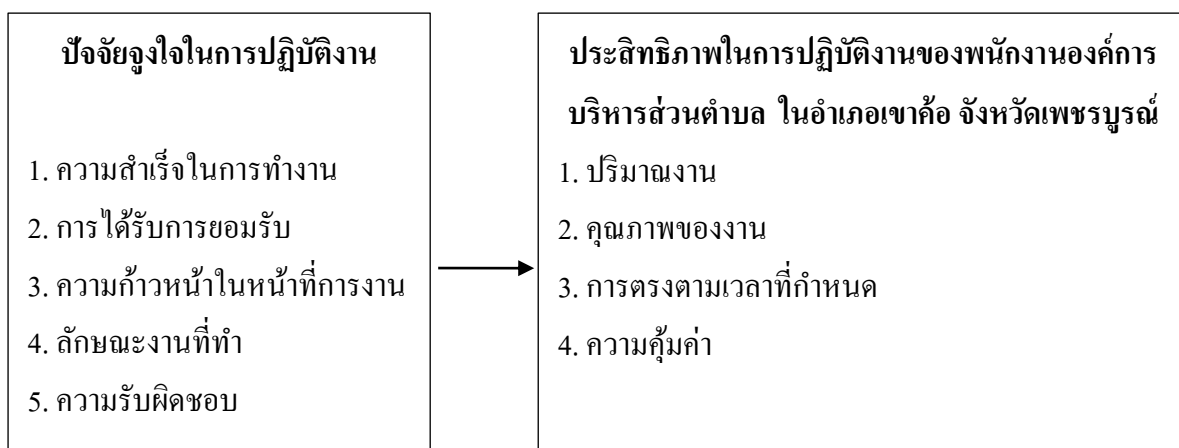 ปัจจัยจูงใจในการปฏิบัติงาน
1. ความสำเร็จในการทำงาน
2. การได้รับการยอมรับ
3. ความก้าวหน้าในหน้าที่การงาน
4. ลักษณะงานที่ทำ
5. ความรับผิดชอบ
ประสิทธิภาพในการปฏิบัติงานของพนักงานองค์การ
บริหารส่วนตำบล ในอำเภอเขาค้อ จังหวัดเพชรบูรณ์
1. ปริมาณงาน
2. คุณภาพของงาน
3. การตรงตามเวลาที่กำหนด
4. ความคุ้มค่า